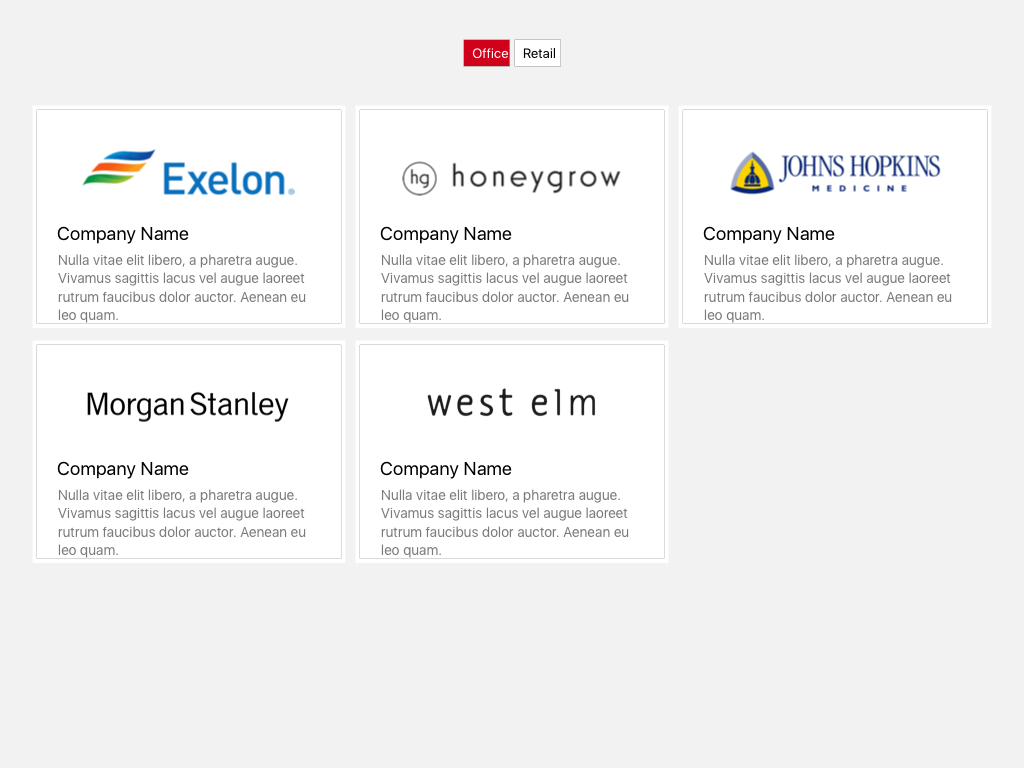 Office
Retail
Exelon®
hg honeygrow
JOHNS HOPKINS
MEDICINE
Company Name
Nulla vitae elit libero, a pharetra augue.
Vivamus sagittis lacus vel augue laoreet
rutrum faucibus dolor auctor. Aenean eu
leo quam.
Company Name
Nulla vitae elit libero, a pharetra augue.
Vivamus sagittis lacus vel augue laoreet
rutrum faucibus dolor auctor. Aenean eu
leo quam.
Company Name
Nulla vitae elit libero, a pharetra augue.
Vivamus sagittis lacus vel augue laoreet
rutrum faucibus dolor auctor. Aenean eu
leo quam.
Morgan Stanley
west elm
Company Name
Nulla vitae elit libero, a pharetra augue.
Vivamus sagittis lacus vel augue laoreet
rutrum faucibus dolor auctor. Aenean eu
leo quam.
Company Name
Nulla vitae elit libero, a pharetra augue.
Vivamus sagittis lacus vel augue laoreet
rutrum faucibus dolor auctor. Aenean eu
leo quam.